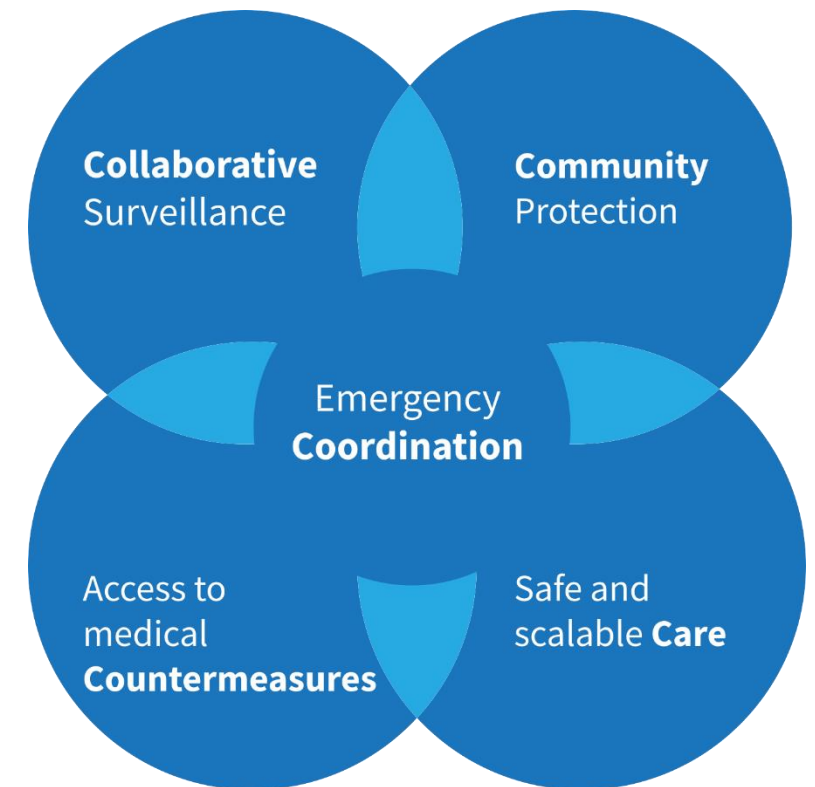 Collaborative
Surveillance
Community
Protection
Emergency
Coordination
Access to
medical
Countermeasures
Safe and
scalable Care